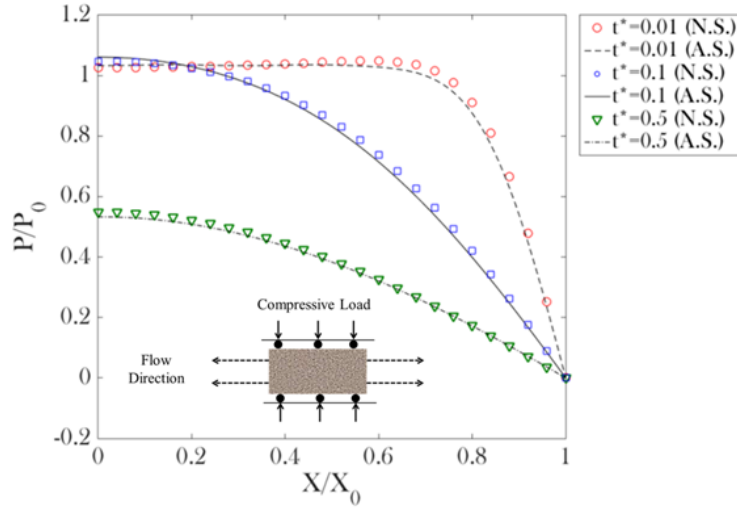 1.2
1
0.8
0.6
0.4
0.2
0
-0.2
P/P0
0
0.2
0.4
0.6
0.8
1
X/X0
t*=0.01 (N.S.)
t*=0.01 (A.S.)
t*=0.1 (N.S.)
t*=0.1 (A.S.)
t*=0.5 (N.S.)
t*=0.5 (A.S.)
Compressive Load
Flow
Direction